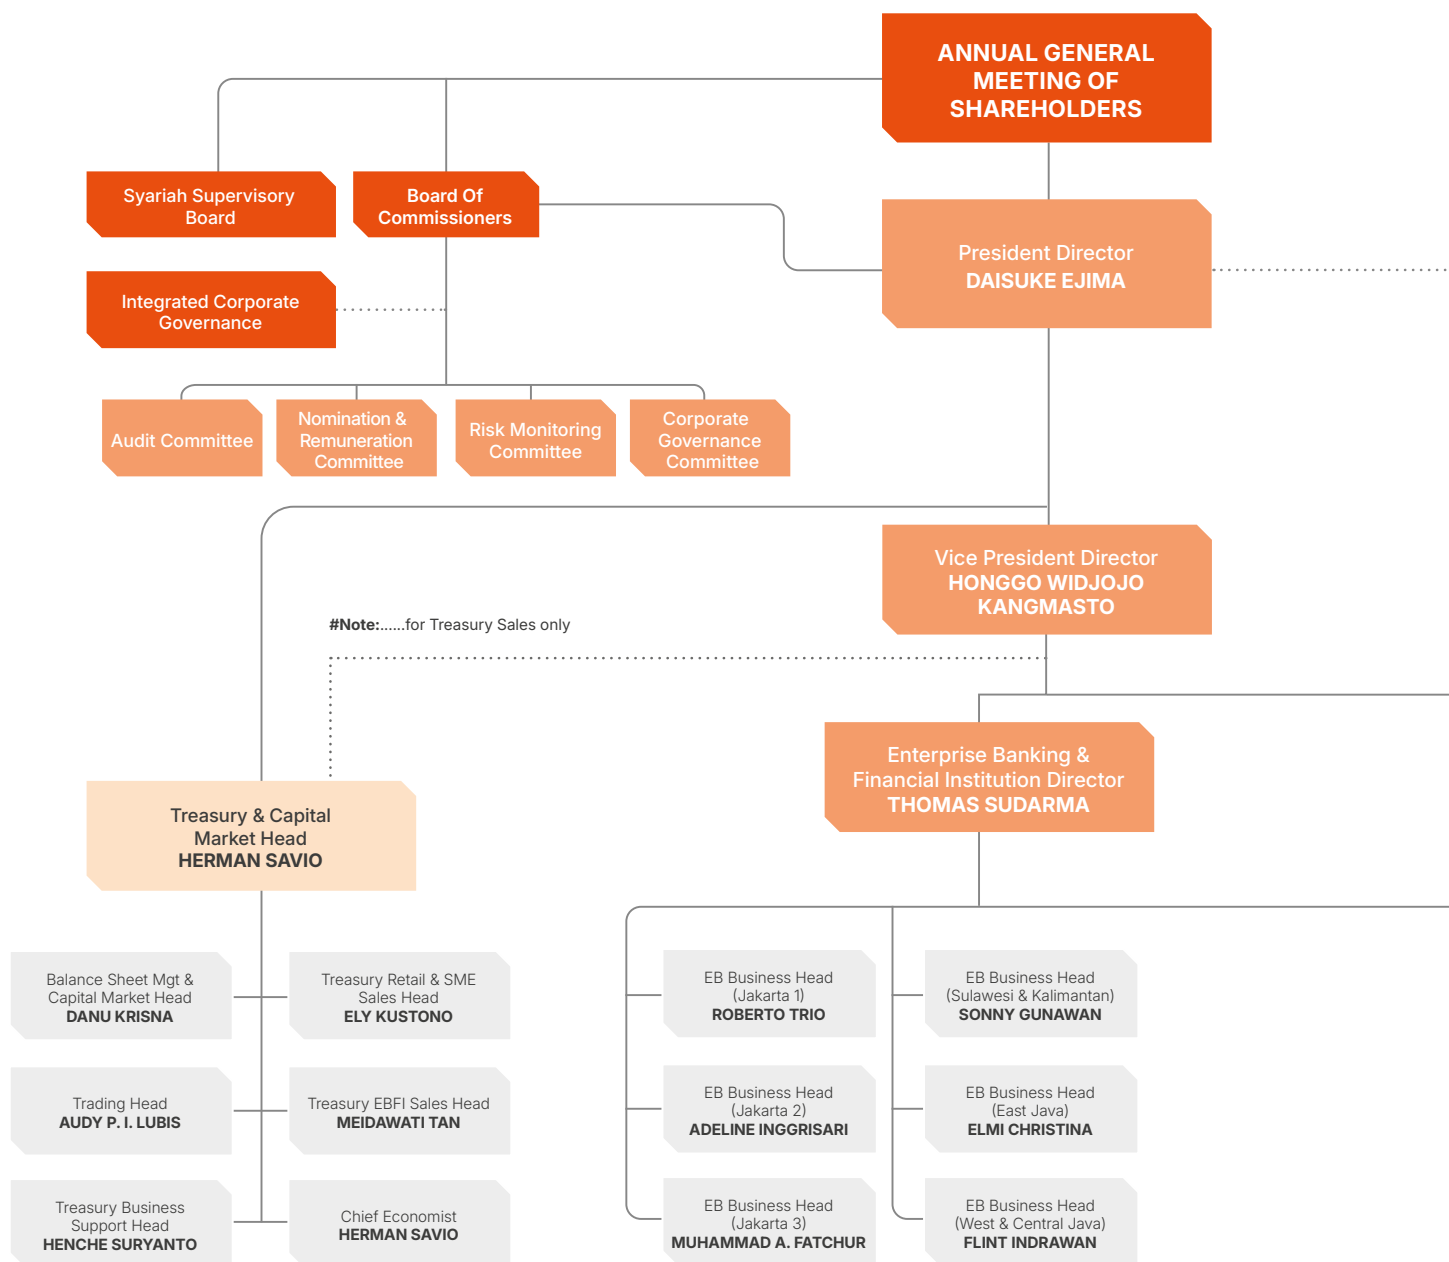 ANNUAL GENERAL
MEETING OF
SHAREHOLDERS
Syariah Supervisory
Board
Board Of
Commissioners
President Director
DAISUKE EJIMA
Integrated Corporate
Governance
Audit Committee
Nomination &
Remuneration
Committee
Risk Monitoring
Committee
Corporate
Governance
Committee
Vice President Director
HONGGO WIDJOJO
KANGMASTO
#Note:......for Treasury Sales only
Enterprise Banking &
Financial Institution Director
THOMAS SUDARMA
Treasury & Capital
Market Head
HERMAN SAVIO
Balance Sheet Mgt &
Capital Market Head
DANU KRISNA
Treasury Retail & SME
Sales Head
ELY KUSTONO
EB Business Head
(Jakarta 1)
ROBERTO TRIO
EB Business Head
(Sulawesi & Kalimantan)
SONNY GUNAWAN
Trading Head
AUDY P. I. LUBIS
Treasury EBFI Sales Head
MEIDAWATI TAN
EB Business Head
(Jakarta 2)
ADELINE INGGRISARI
EB Business Head
(East Java)
ELMI CHRISTINA
Treasury Business
Support Head
HENCHE SURYANTO
Chief Economist
HERMAN SAVIO
EB Business Head
(Jakarta 3)
MUHAMMAD A. FATCHUR
EB Business Head
(West & Central Java)
FLINT INDRAWAN